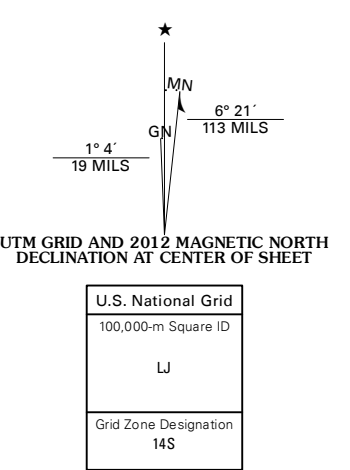 ★
MN
6° 21´
113 MILS
GN
1° 4´
19 MILS
UTM GRID AND 2012 MAGNETIC NORTH
DECLINATION AT CENTER OF SHEET
U.S. National Grid
100,000-m Square ID
LJ
Grid Zone Designation
14S